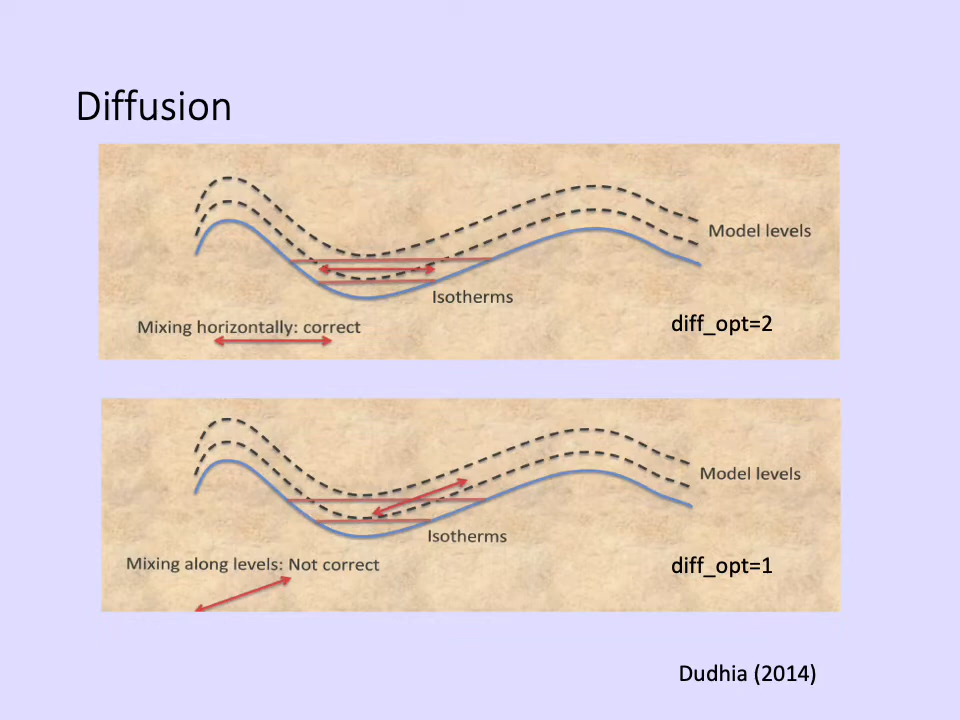 Diffusion
Model levels
Isotherms
Mixing horizontally: correct
diff_opt=2
Model levels
Isotherms
Mixing along levels: Not correct
diff_opt=1
Dudhia (2014)